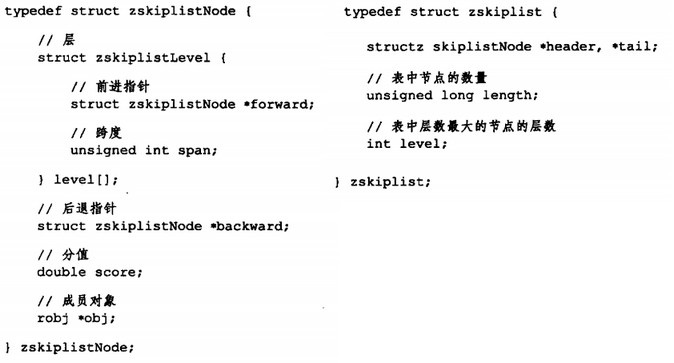 typedef struct zskiplistNode {
// 层
struct zskiplistLevel {
// 前进指针
struct zskiplistNode *forward;
// 跨度
unsigned int span;
} level[];
// 后退指针
struct zskiplistNode *backward;
// 分值
double score;
// 成员对象
robj *obj;
} zskiplistNode;
typedef struct zskiplist {
structz skiplistNode *header, *tail;
// 表中节点的数量
unsigned long length;
// 表中层数最大的节点的层数
int level;
} zskiplist;